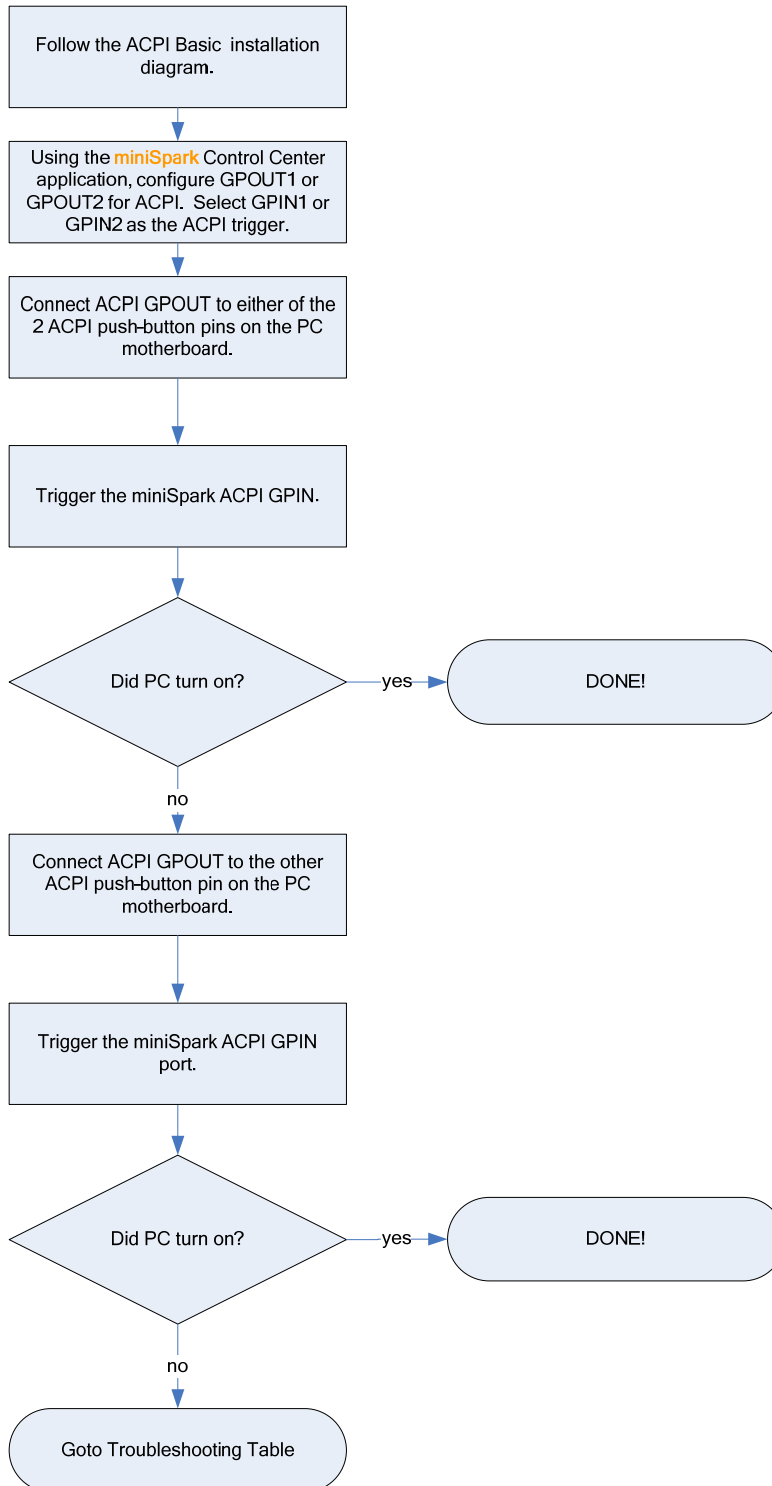 Follow the ACPI Basic installation
diagram.
Using the miniSpark Control Center
application, configure GPOUT1 or
GPOUT2 for ACPI. Select GPIN1 or
GPIN2 as the ACPI trigger.
Connect ACPI GPOUT to either of the
2 ACPI push-button pins on the PC
motherboard.
Trigger the miniSpark ACPI GPIN.
Did PC turn on?
yes
DONE!
no
Connect ACPI GPOUT to the other
ACPI push-button pin on the PC
motherboard.
Trigger the miniSpark ACPI GPIN
port.
Did PC turn on?
yes
DONE!
no
Goto Troubleshooting Table